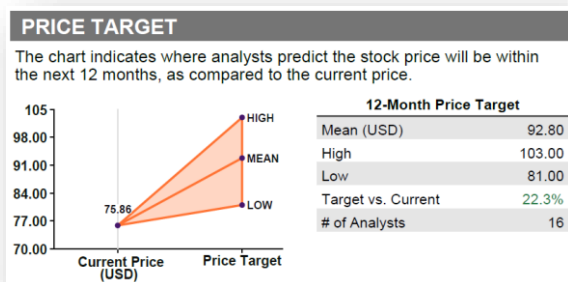 PRICE TARGET
The chart indicates where analysts predict the stock price will be within
the next 12 months, as compared to the current price.
105
98.00
91.00
84.00
77.00
70.00
75.86
HIGH
MEAN
LOW
Current Price
(USD)
Price Target
12-Month Price Target
Mean (USD) 92.80
High 103.00
Low 81.00
Target vs. Current 22.3%
# of Analysts 16